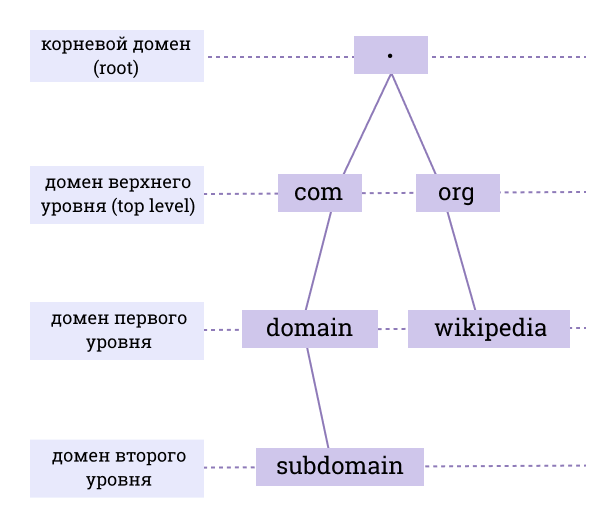 корневой домен
(root)
.
домен верхнего
уровня (top level)
com
org
домен первого
уровня
domain
wikipedia
домен второго
уровня
subdomain